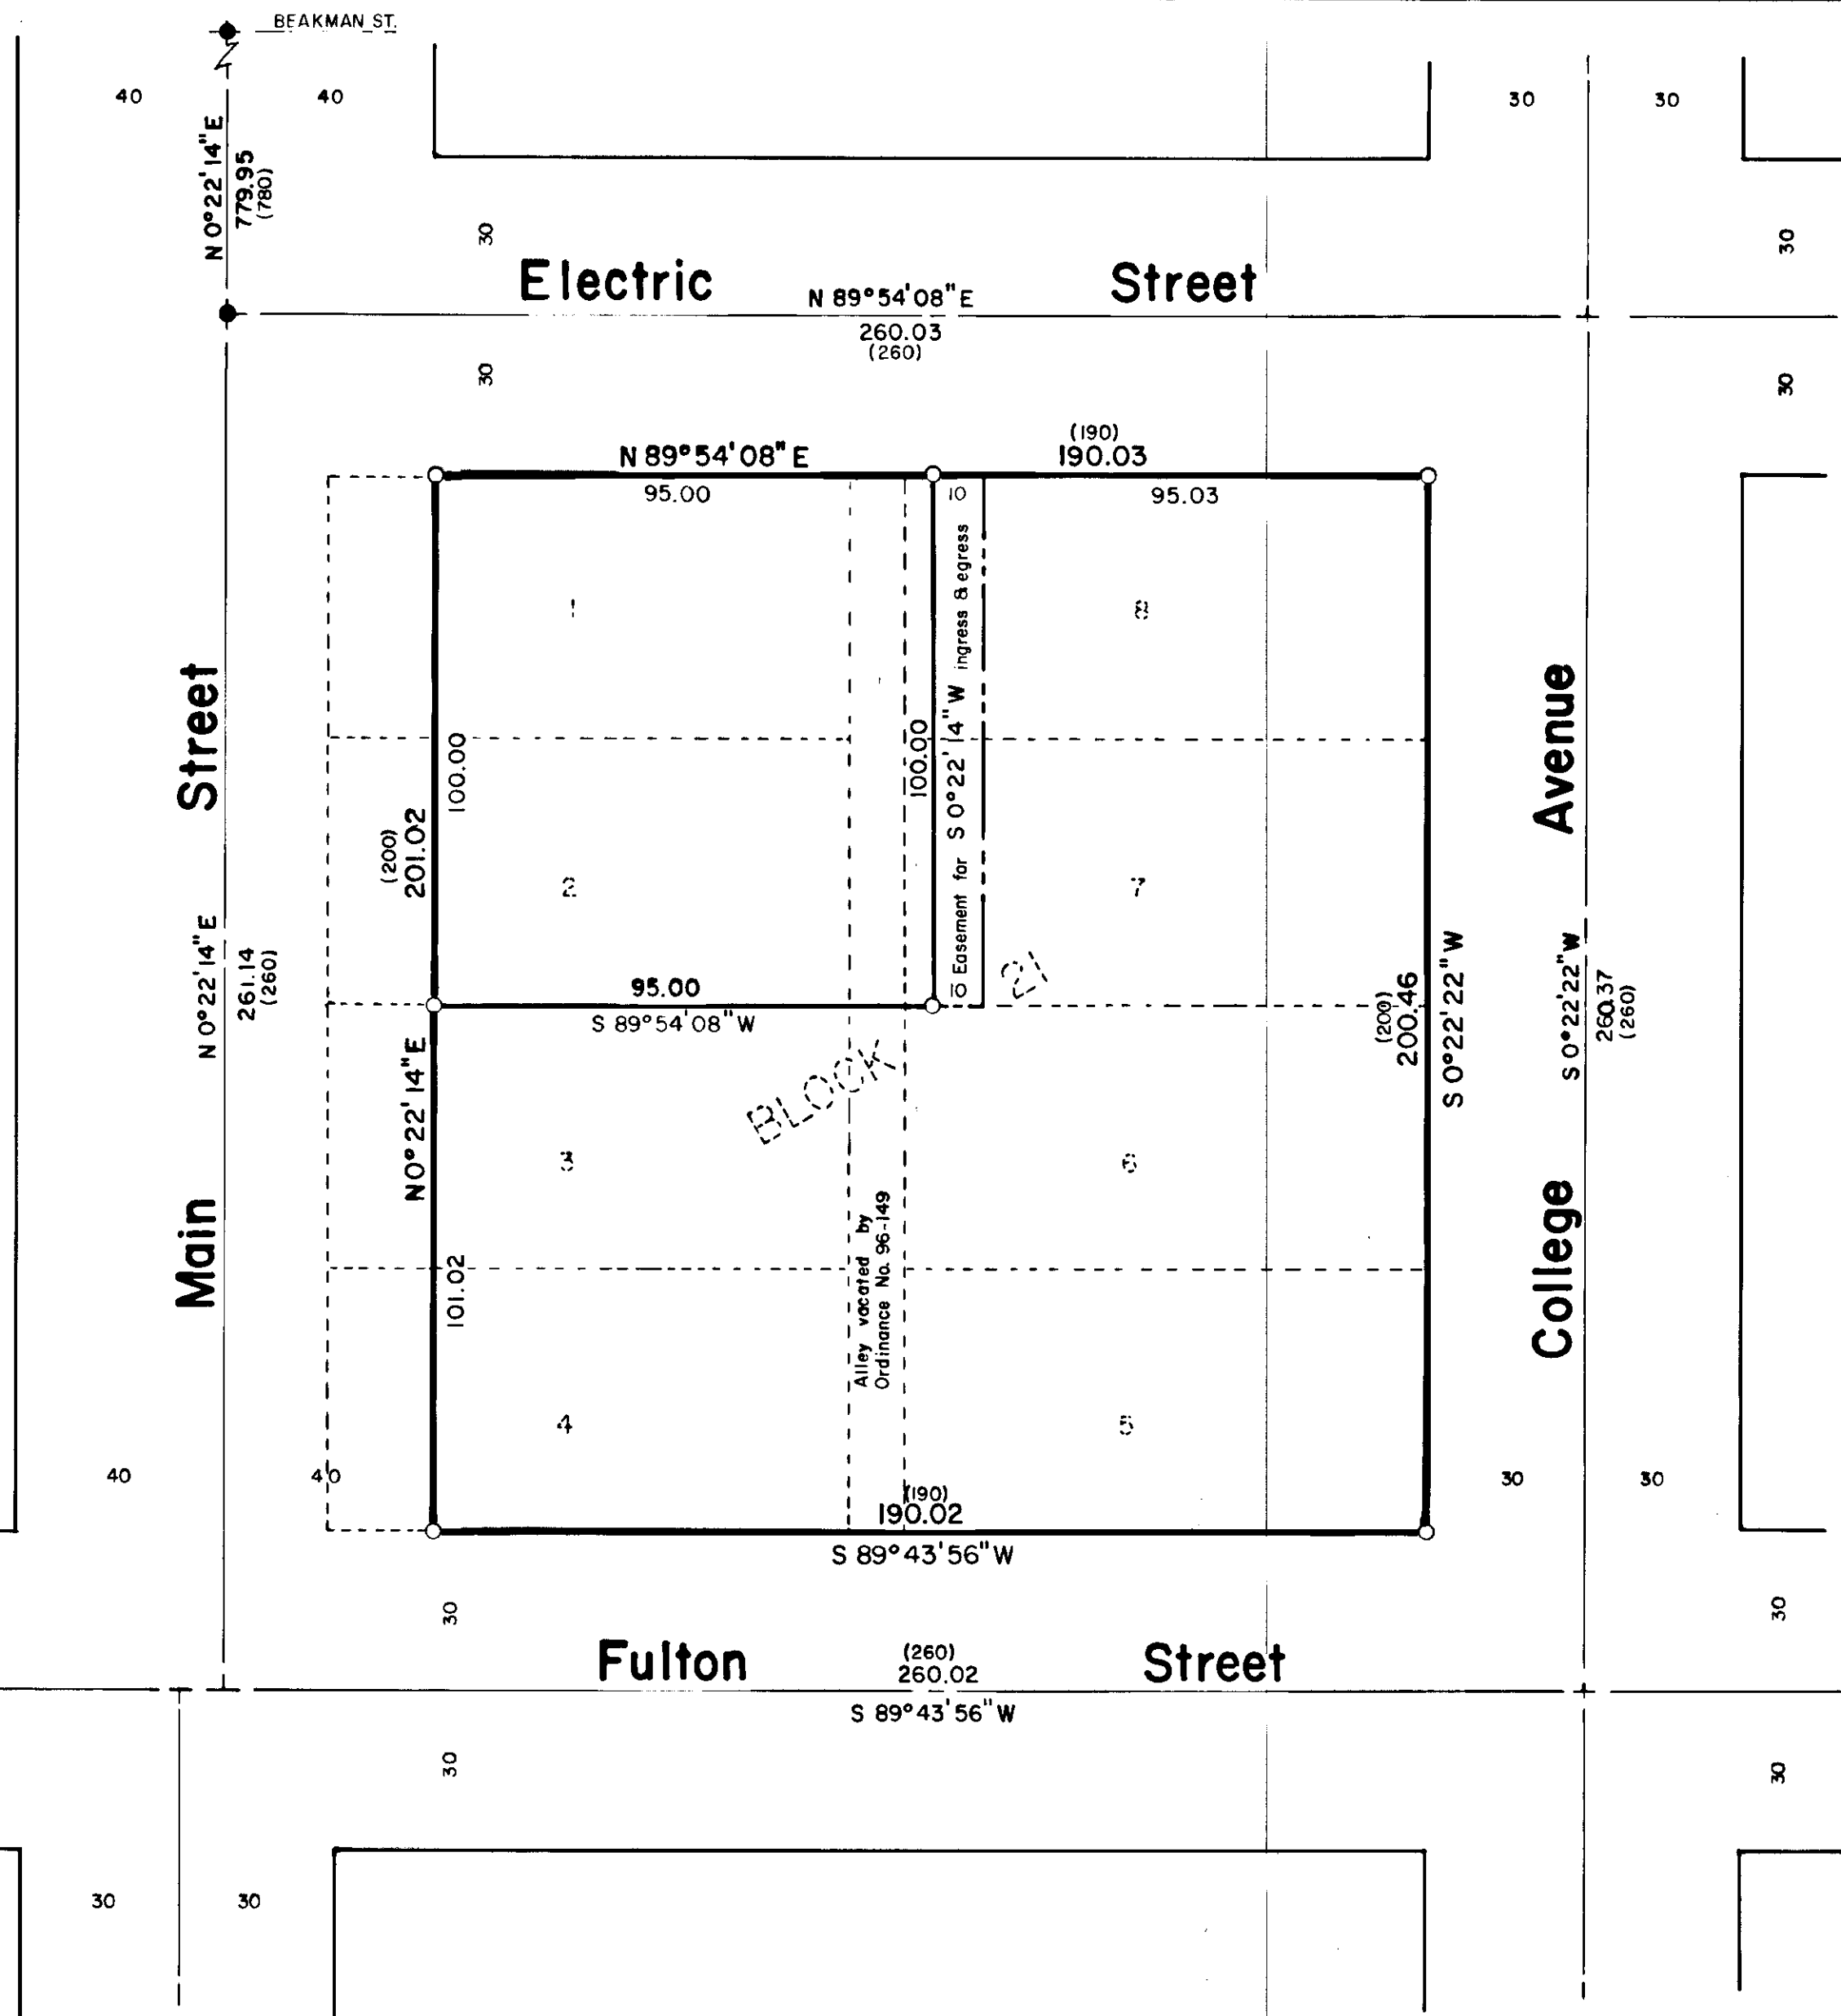 BEAKMAN ST.
40
40
30
30
N 0°22'14" E
779.95
(780)
30
30
Electric Street
N 89°54'08" E
260.03
(260)
30
30
(190)
N 89°54'08" E
190.03
95.00
10
95.03
1
8
Easement for S 0°22'14" W ingress & egress
10
Main Street
College Avenue
100.00
100.00
(200)
201.02
2
7
N 0°22'14" E
261.14
(260)
95.00
S 89°54'08" W
BLOCK 21
(200)
200.46
S 0°22'22" W
S 0°22'22" W
260.37
(260)
N 0°22'14" E
3
6
Alley vacated by
Ordinance No. 96-149
101.02
4
5
40
40
30
30
(190)
190.02
S 89°43'56" W
30
30
Fulton Street
(260)
260.02
S 89°43'56" W
30
30
30
30